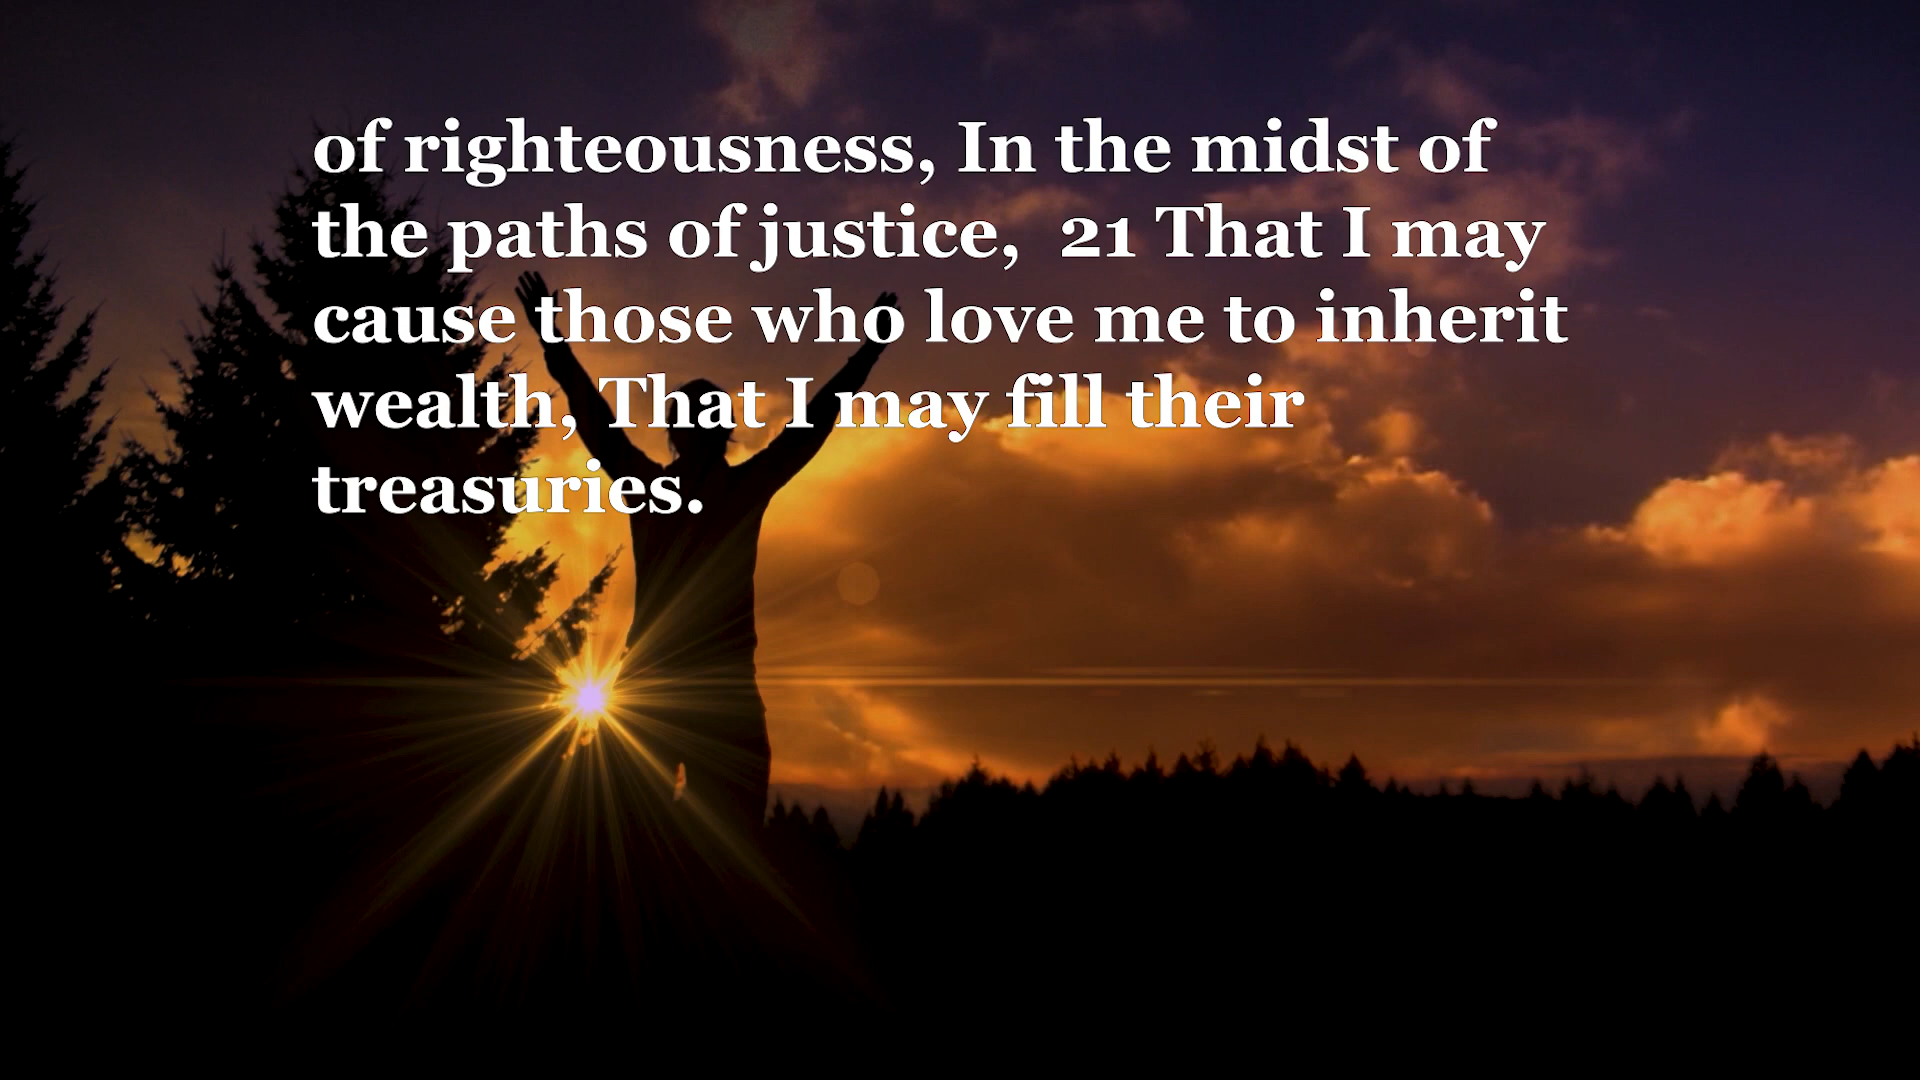 of righteousness, In the midst of
the paths of justice,  21 That I may
cause those who love me to inherit
wealth, That I may fill their
treasuries.